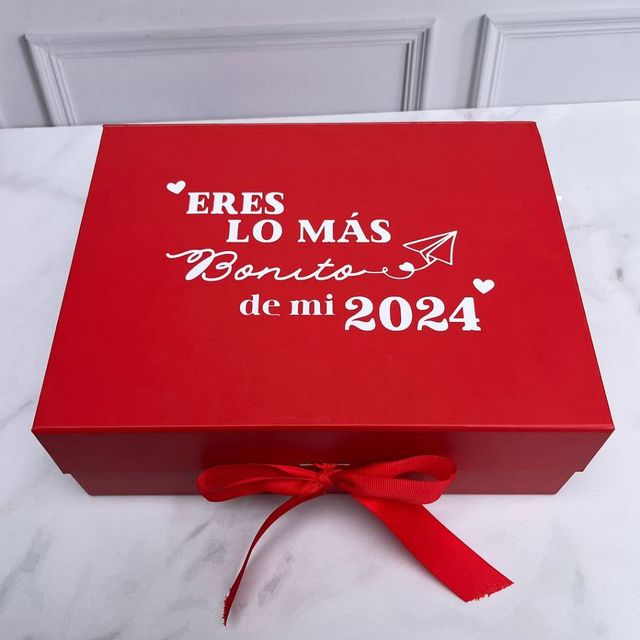 ERES
LO MÁS
Bonito
de mi 2024